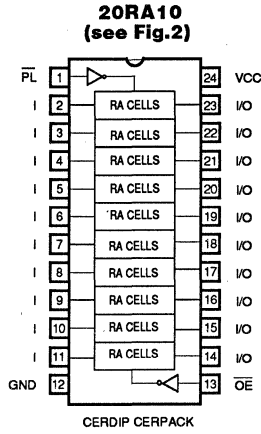 20RA10
(see Fig.2)
PL 1 24 VCC
I 2 RA CELLS 23 I/O
I 3 RA CELLS 22 I/O
I 4 RA CELLS 21 I/O
I 5 RA CELLS 20 I/O
I 6 RA CELLS 19 I/O
I 7 RA CELLS 18 I/O
I 8 RA CELLS 17 I/O
I 9 RA CELLS 16 I/O
I 10 RA CELLS 15 I/O
I 11 RA CELLS 14 I/O
GND 12 13 OE
CERDIP CERPACK